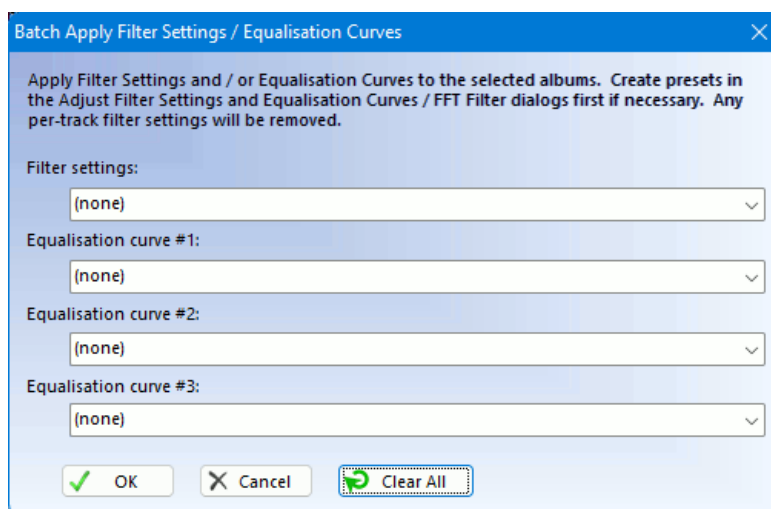 Batch Apply Filter Settings / Equalisation Curves
Apply Filter Settings and / or Equalisation Curves to the selected albums. Create presets in
the Adjust Filter Settings and Equalisation Curves / FFT Filter dialogs first if necessary. Any
per-track filter settings will be removed.
Filter settings:
(none)
Equalisation curve #1:
(none)
Equalisation curve #2:
(none)
Equalisation curve #3:
(none)
OK Cancel Clear All